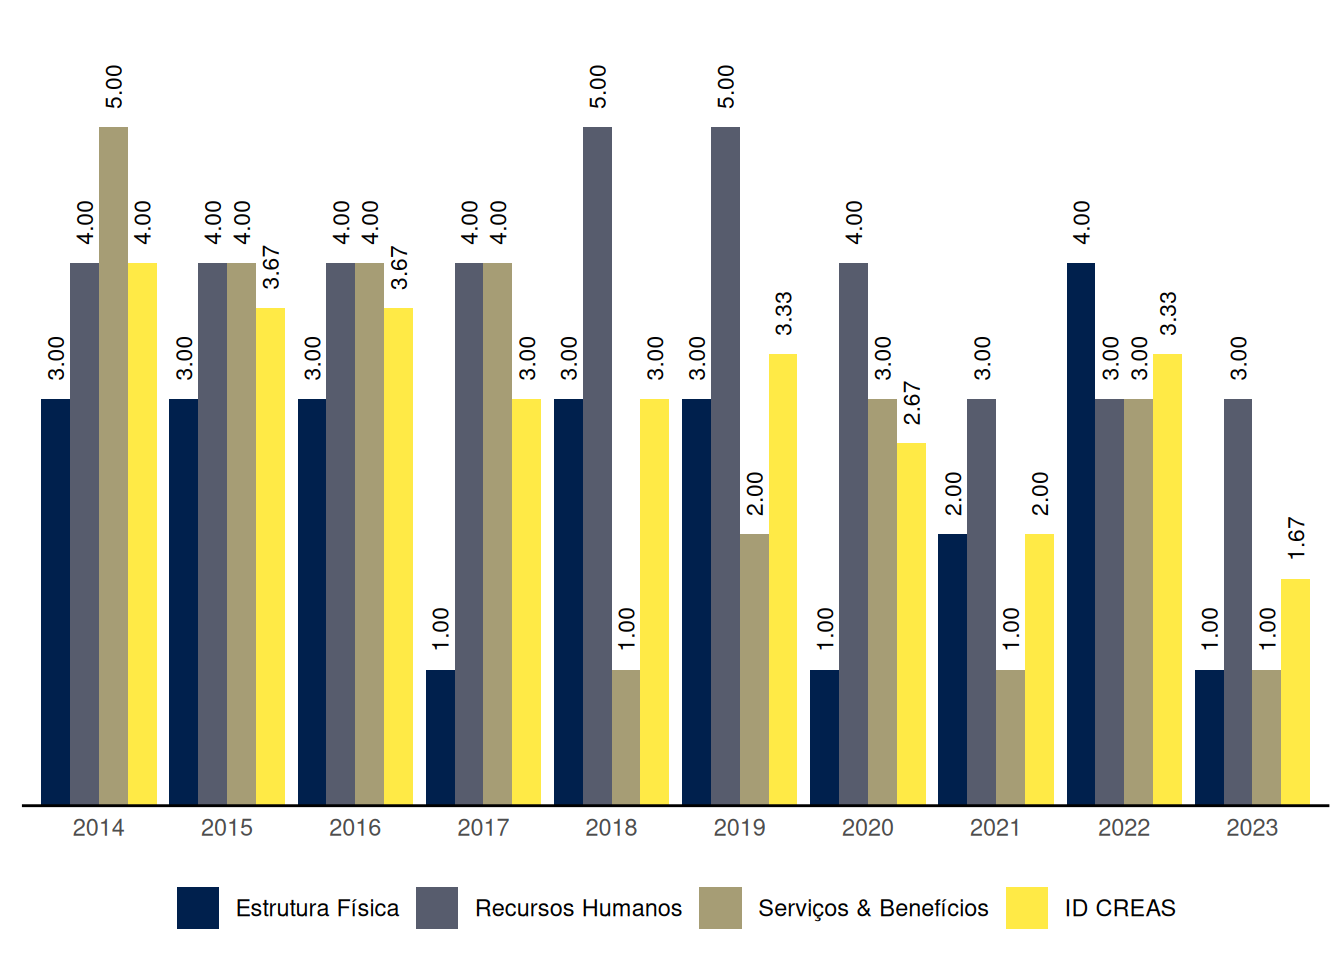 3.00 4.00 5.00 4.00
3.00 4.00 4.00 3.67
3.00 4.00 4.00 3.67
1.00 4.00 4.00 3.00
3.00 5.00 1.00 3.00
3.00 5.00 2.00 3.33
1.00 4.00 3.00 2.67
2.00 3.00 1.00 2.00
4.00 3.00 3.00 3.33
1.00 3.00 1.00 1.67
2014 2015 2016 2017 2018 2019 2020 2021 2022 2023
Estrutura Física Recursos Humanos Serviços & Benefícios ID CREAS